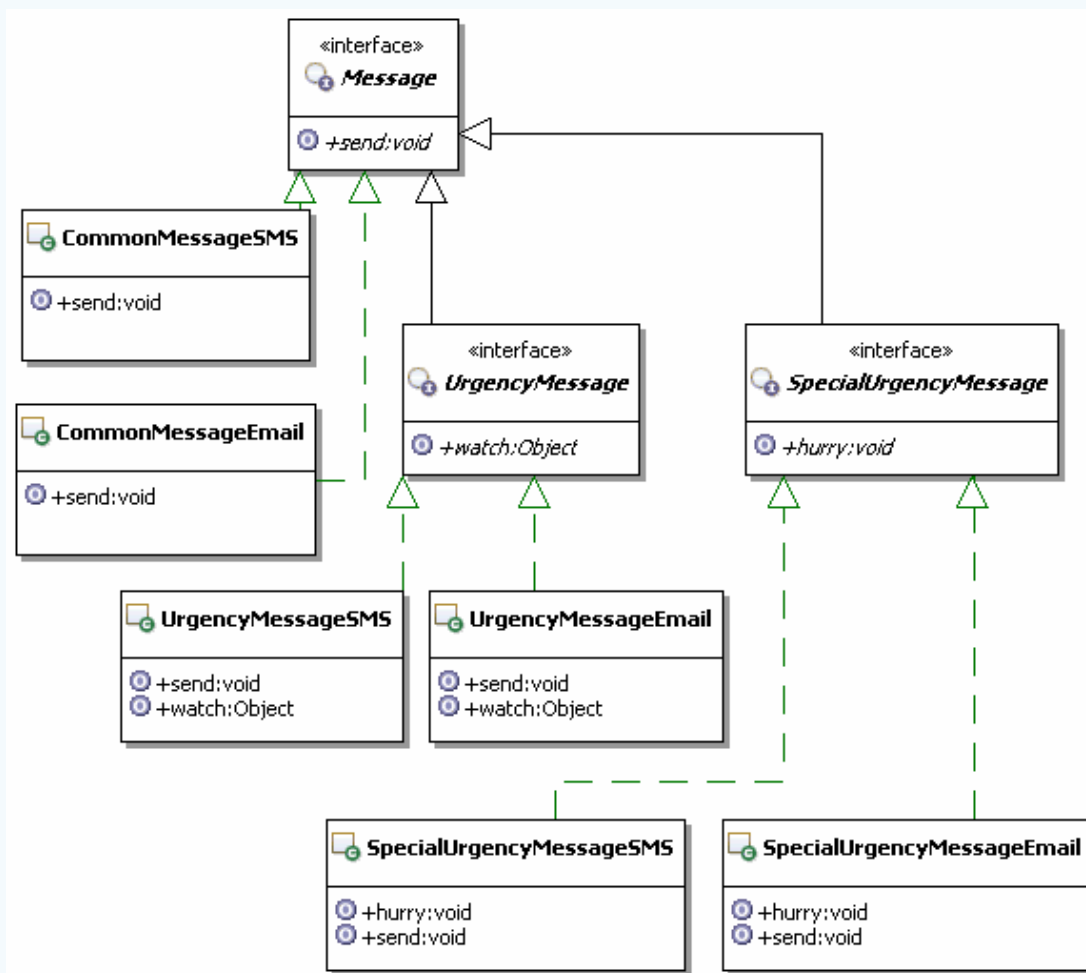 «interface»
Message
+send:void
CommonMessageSMS
+send:void
«interface»
UrgencyMessage
+watch:Object
«interface»
SpecialUrgencyMessage
+hurry:void
CommonMessageEmail
+send:void
UrgencyMessageSMS
+send:void
+watch:Object
UrgencyMessageEmail
+send:void
+watch:Object
SpecialUrgencyMessageSMS
+hurry:void
+send:void
SpecialUrgencyMessageEmail
+hurry:void
+send:void